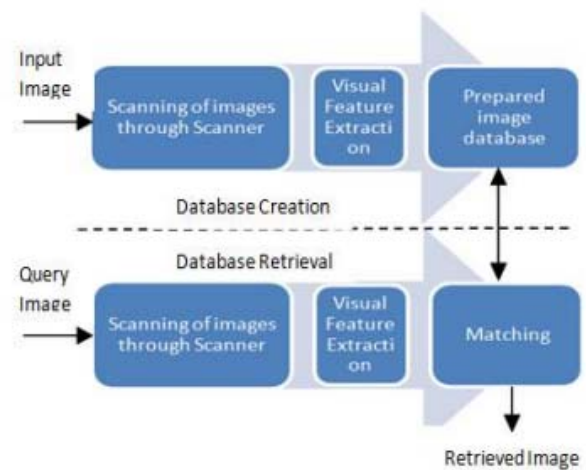 Input
Image
Scanning of images
through Scanner
Visual
Feature
Extracti
on
Prepared
image
database
Database Creation
Database Retrieval
Query
Image
Scanning of images
through Scanner
Visual
Feature
Extracti
on
Matching
Retrieved Image